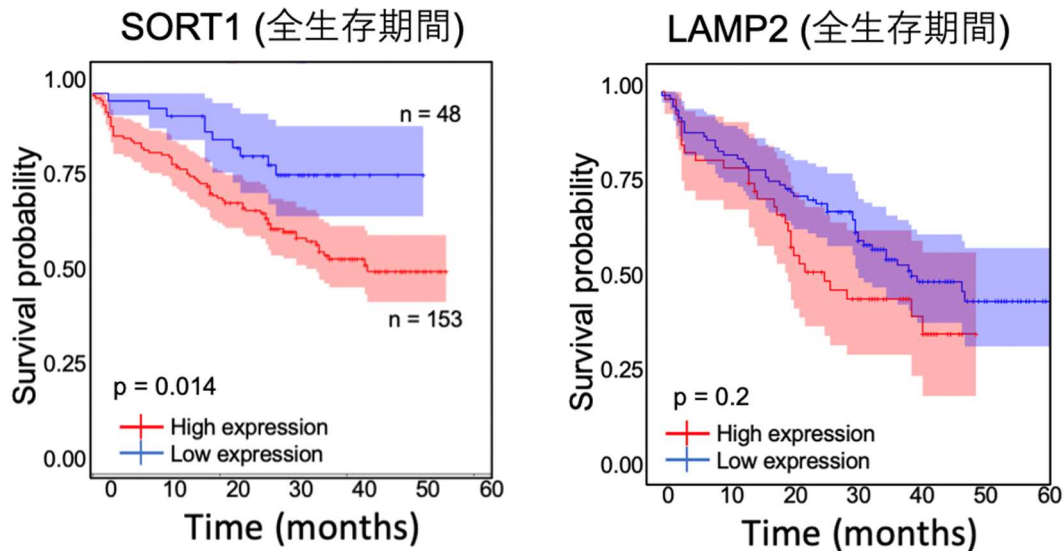 SORT1 (全生存期間)
Survival probability
1.00
0.75
0.50
0.25
0.00
n = 48
n = 153
p = 0.014
High expression
Low expression
0 10 20 30 40 50 60
Time (months)
LAMP2 (全生存期間)
Survival probability
1.00
0.75
0.50
0.25
0.00
p = 0.2
High expression
Low expression
0 10 20 30 40 50 60
Time (months)